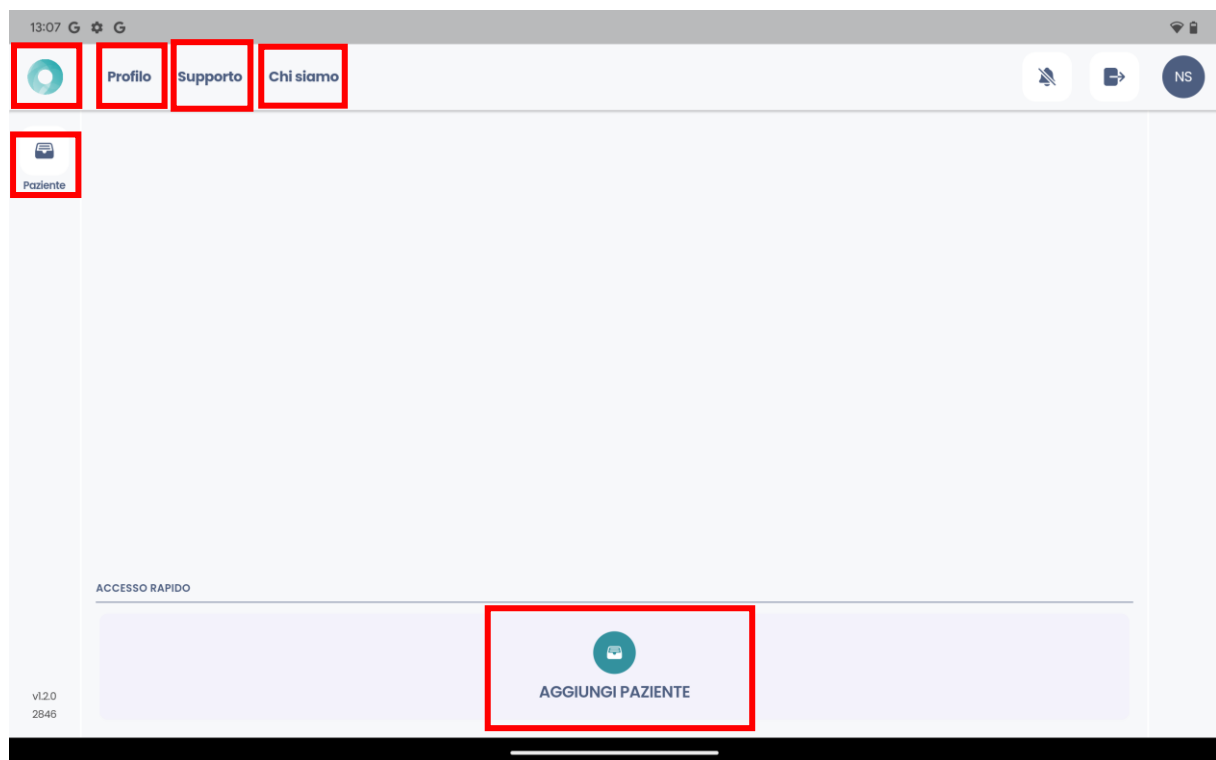 13:07 G G
Profilo Supporto Chi siamo
NS
Paziente
ACCESSO RAPIDO
AGGIUNGI PAZIENTE
v1.2.0
2846